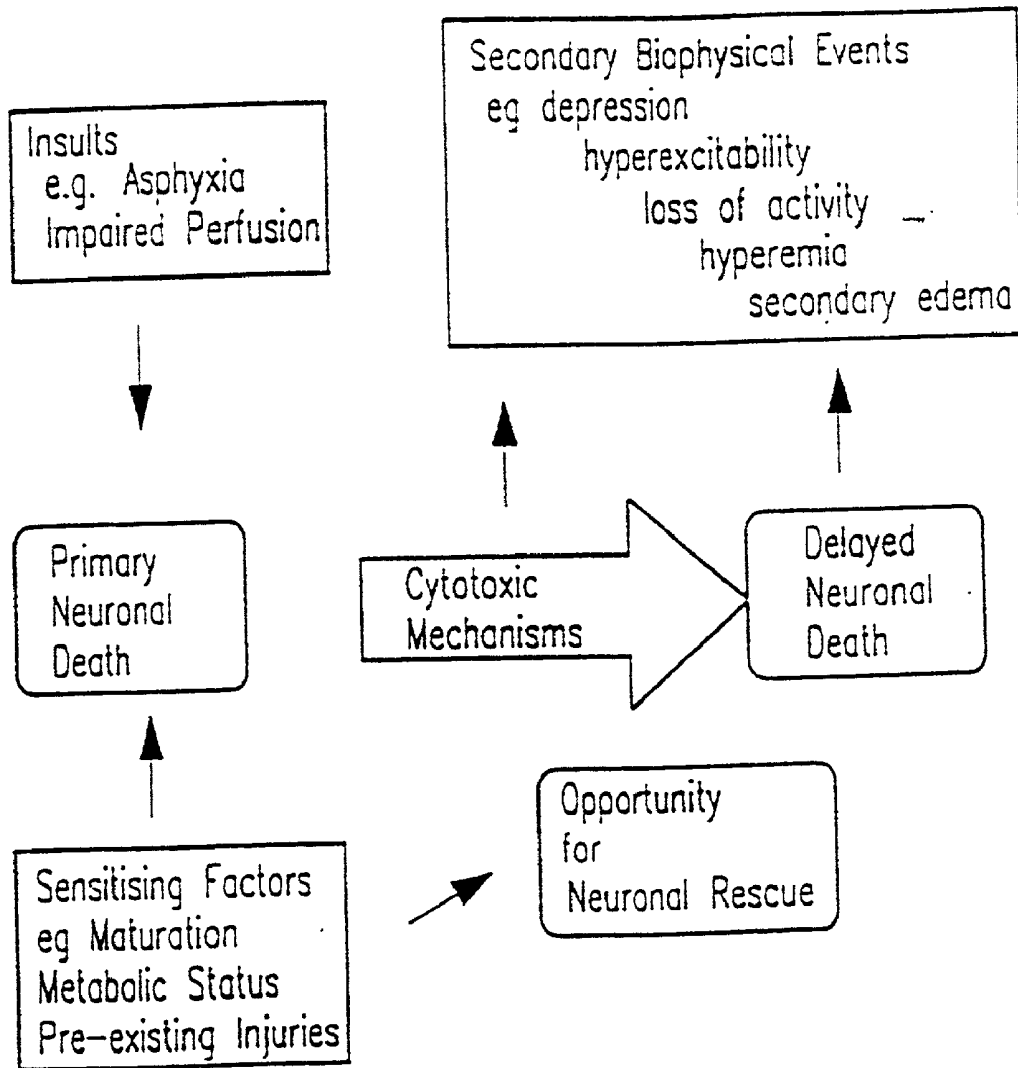 Insults
e.g. Asphyxia
Impaired Perfusion
Secondary Biophysical Events
eg depression
hyperexcitability
loss of activity
hyperemia
secondary edema
Primary
Neuronal
Death
Cytotoxic
Mechanisms
Delayed
Neuronal
Death
Sensitising Factors
eg Maturation
Metabolic Status
Pre-existing Injuries
Opportunity
for
Neuronal Rescue